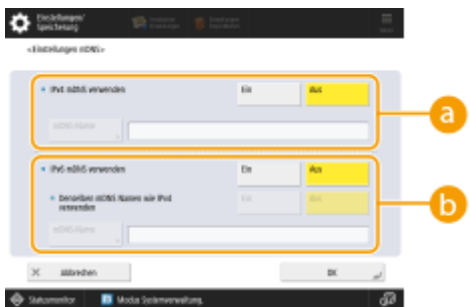 Einstellungen/
Speicherung
<Einstellungen mDNS>
IPv4 mDNS verwenden
Ein
Aus
mDNS-Name
a
IPv6 mDNS verwenden
Ein
Aus
Denselben mDNS Namen wie IPv4
verwenden
Ein
Aus
mDNS-Name
b
Abbrechen
OK
Statusmonitor
Modus Systemverwaltung.